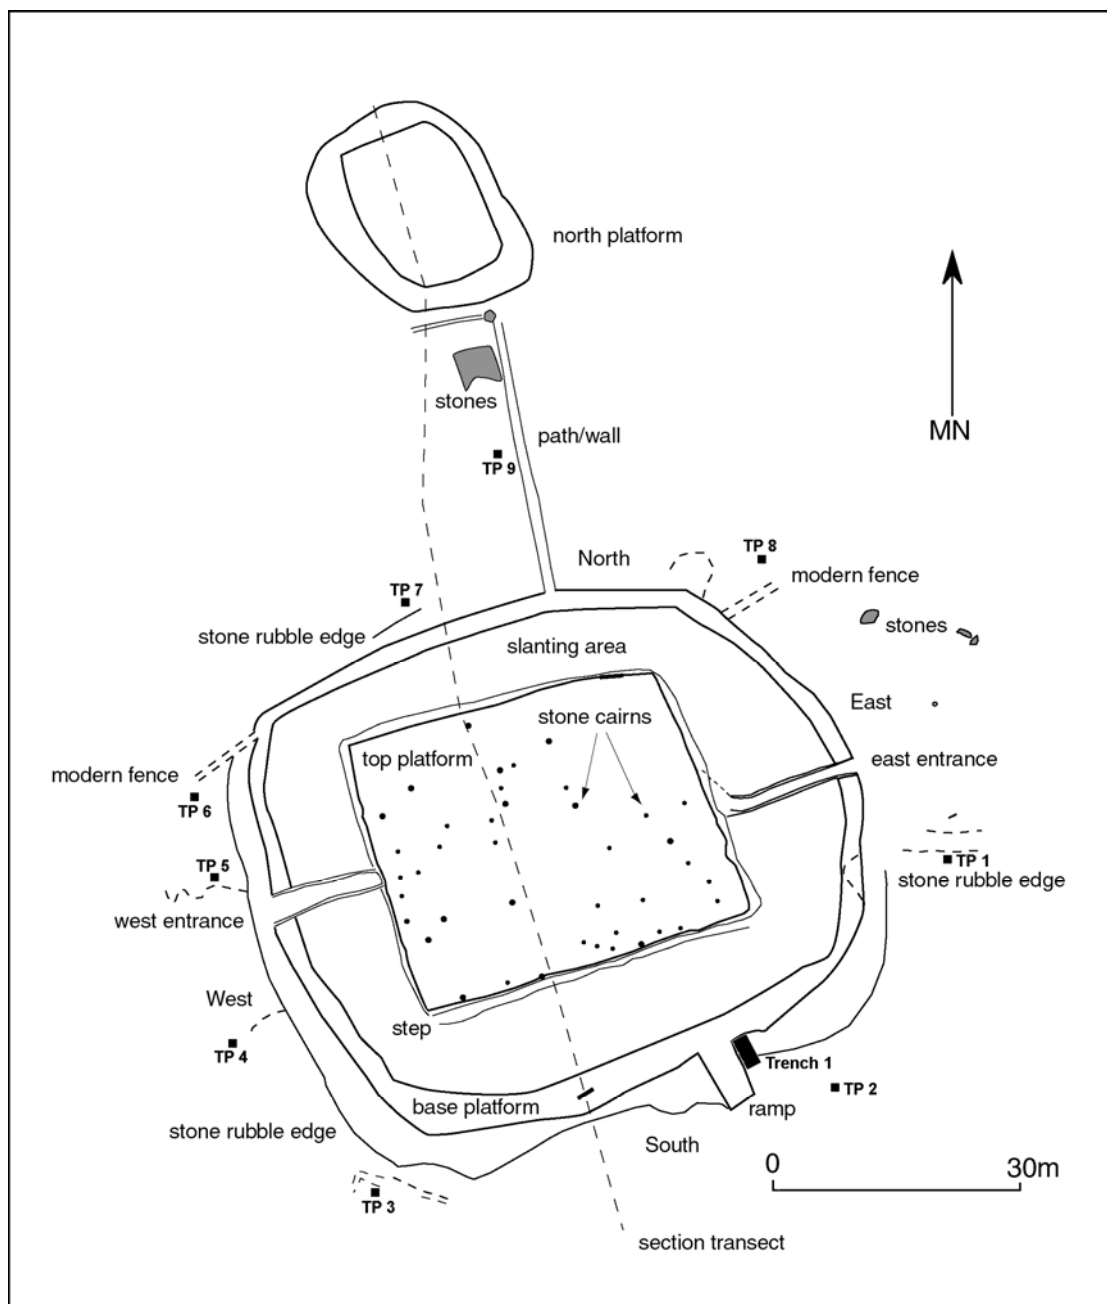 north platform
stones
MN
path/wall
TP 9
North
TP 8
modern fence
TP 7
stones
stone rubble edge
slanting area
East
stone cairns
top platform
east entrance
modern fence
TP 6
TP 5
TP 1
stone rubble edge
west entrance
West
step
TP 4
Trench 1
TP 2
base platform
ramp
stone rubble edge
South
0
30m
TP 3
section transect